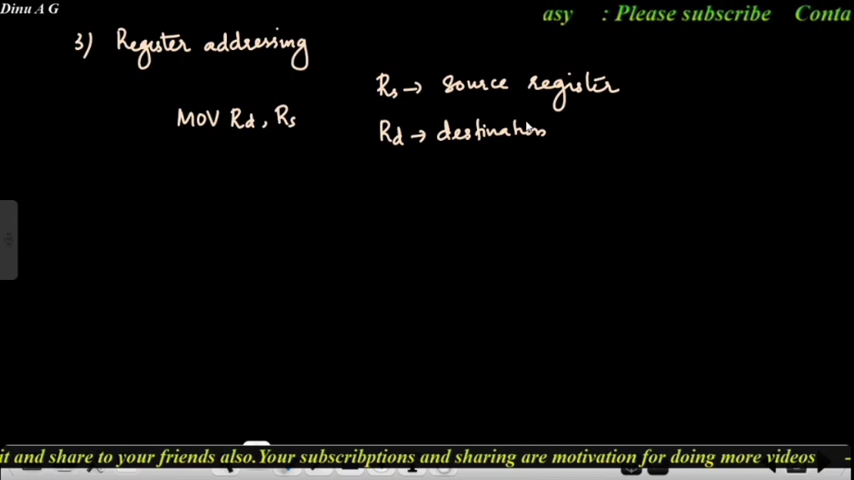 Dinu A G
asy : Please subscribe Conta
3) Register addressing
Rs → source register
MOV Rd, Rs
Rd → destination
it and share to your friends also.Your subscribptions and sharing are motivation for doing more videos -